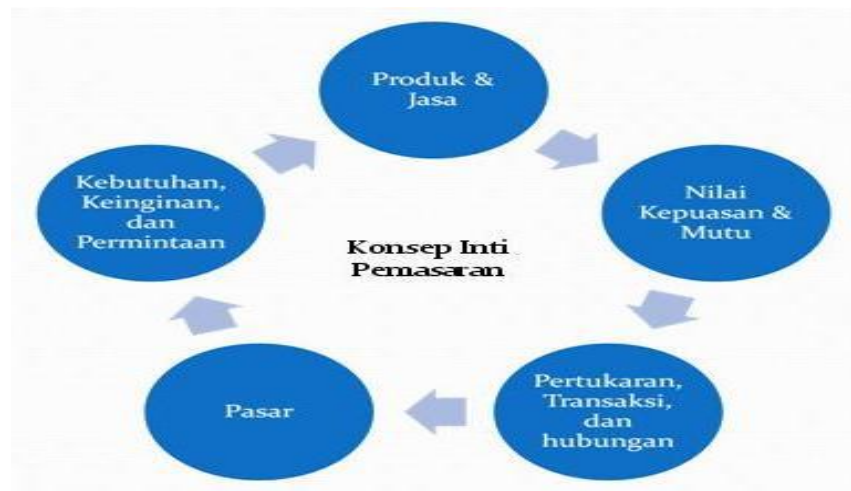 Produk &
Jasa
Nilai
Kepuasan &
Mutu
Pertukaran,
Transaksi,
dan
hubungan
Pasar
Kebutuhan,
Keinginan,
dan
Permintaan
Konsep Inti
Pemasaran